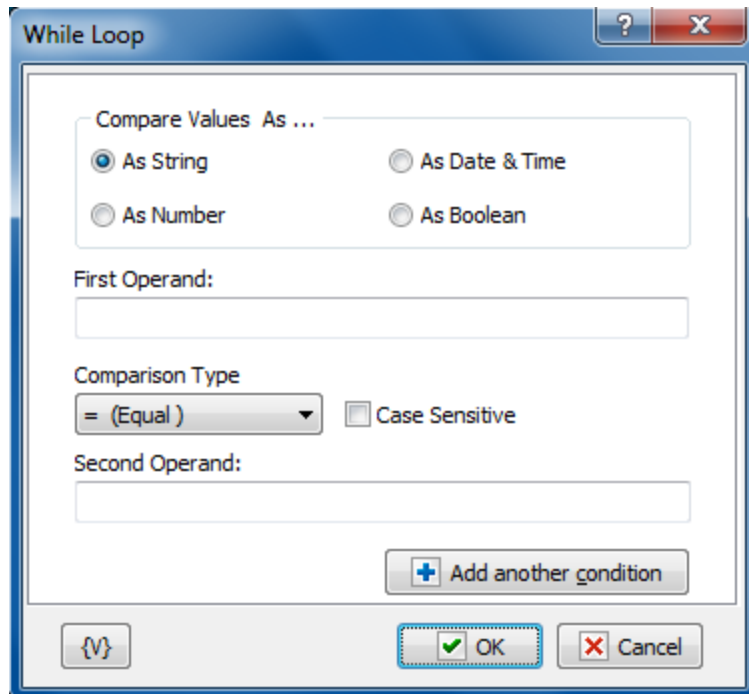 While Loop
?
Compare Values As ...
As String
As Date & Time
As Number
As Boolean
First Operand:
Comparison Type
= (Equal )
Case Sensitive
Second Operand:
Add another condition
{V}
OK
Cancel